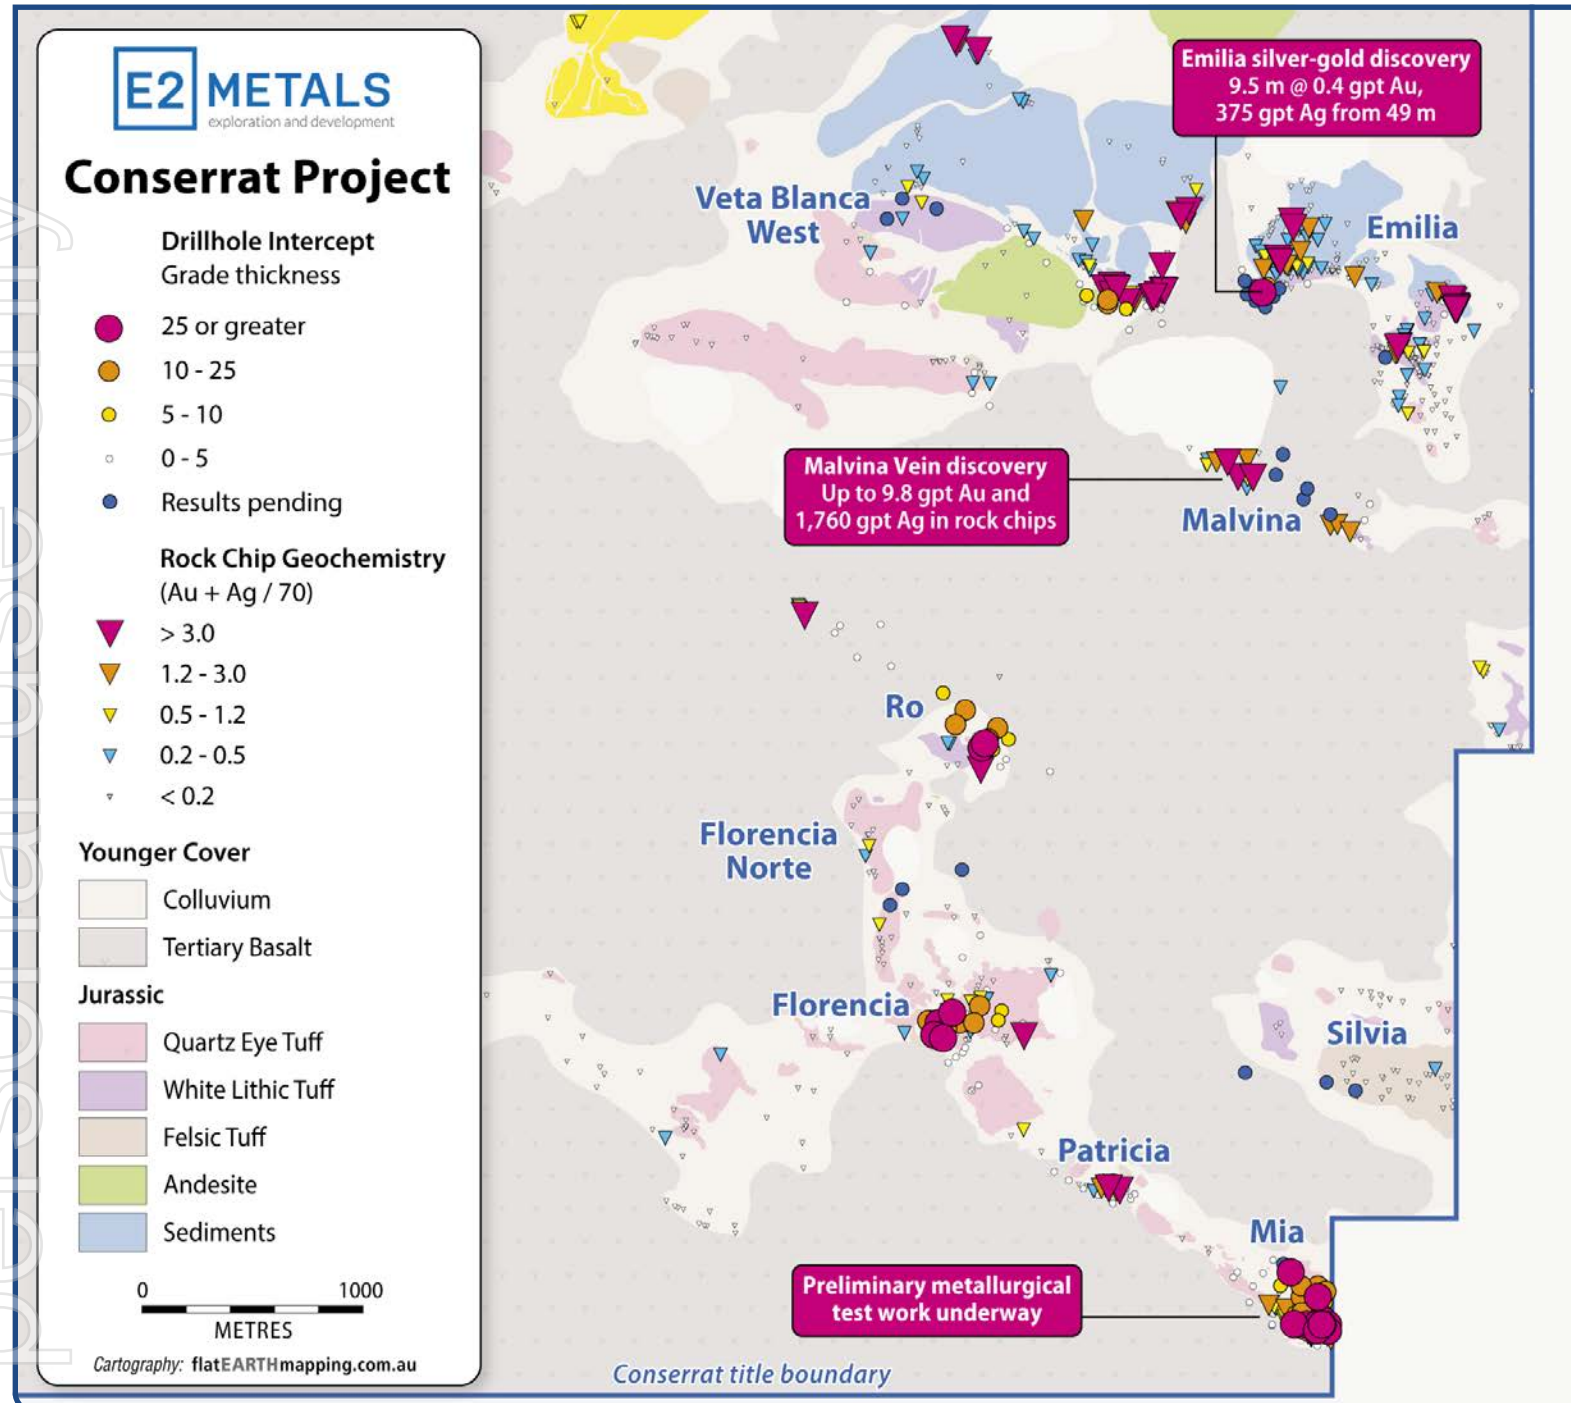 E2 METALS
exploration and development
Conserrat Project
Drillhole Intercept
Grade thickness
25 or greater
10 - 25
5 - 10
0 - 5
Results pending
Rock Chip Geochemistry
(Au + Ag / 70)
> 3.0
1.2 - 3.0
0.5 - 1.2
0.2 - 0.5
< 0.2
Younger Cover
Colluvium
Tertiary Basalt
Jurassic
Quartz Eye Tuff
White Lithic Tuff
Felsic Tuff
Andesite
Sediments
0 1000
METRES
Cartography: flatEARTHmapping.com.au
Emilia silver-gold discovery
9.5 m @ 0.4 gpt Au,
375 gpt Ag from 49 m
Veta Blanca
West
Emilia
Malvina Vein discovery
Up to 9.8 gpt Au and
1,760 gpt Ag in rock chips
Malvina
Ro
Florencia
Norte
Florencia
Silvia
Patricia
Mia
Preliminary metallurgical
test work underway
Conserrat title boundary